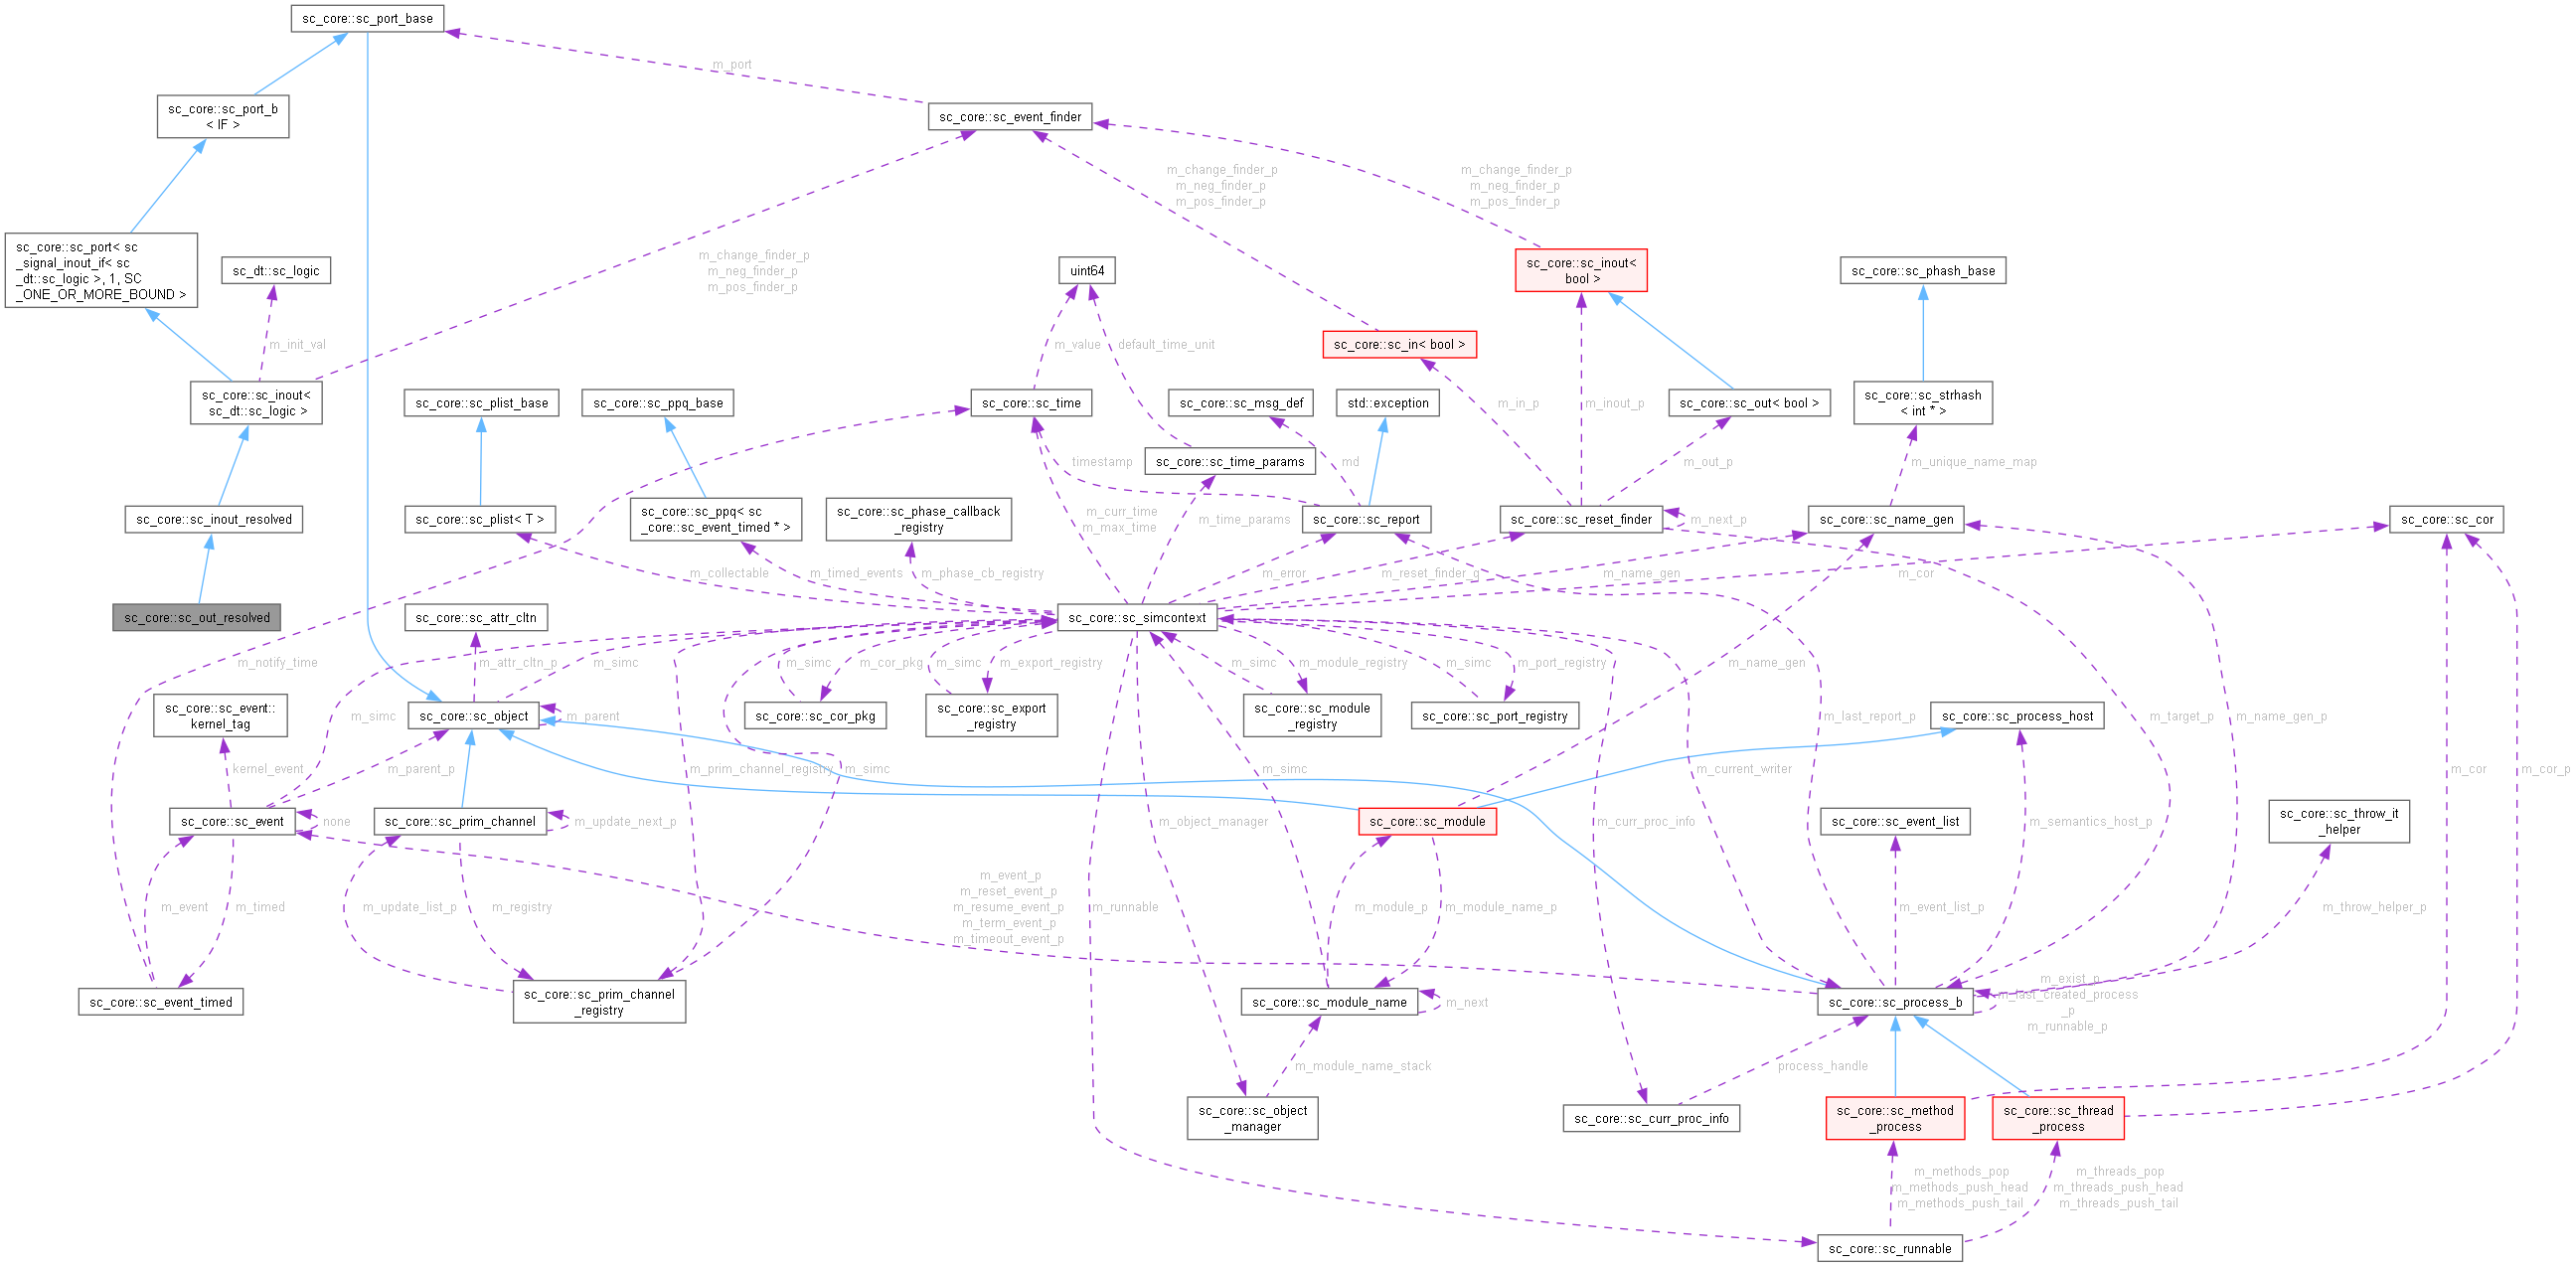 sc_core::sc_port_base
m_port
sc_core::sc_port_b
< IF >
sc_core::sc_event_finder
m_change_finder_p
m_neg_finder_p
m_pos_finder_p
m_change_finder_p
m_neg_finder_p
m_pos_finder_p
sc_core::sc_port< sc
_signal_inout_if< sc
_dt::sc_logic >, 1, SC
_ONE_OR_MORE_BOUND >
sc_dt::sc_logic
m_change_finder_p
m_neg_finder_p
m_pos_finder_p
uint64
sc_core::sc_inout<
bool >
sc_core::sc_phash_base
m_init_val
m_value
default_time_unit
sc_core::sc_in< bool >
sc_core::sc_inout<
sc_dt::sc_logic >
sc_core::sc_plist_base
sc_core::sc_ppq_base
sc_core::sc_time
sc_core::sc_msg_def
std::exception
m_in_p
m_inout_p
sc_core::sc_out< bool >
sc_core::sc_strhash
< int * >
timestamp
sc_core::sc_time_params
md
m_out_p
m_unique_name_map
sc_core::sc_inout_resolved
sc_core::sc_plist< T >
sc_core::sc_ppq< sc
_core::sc_event_timed * >
sc_core::sc_phase_callback
_registry
m_curr_time
m_max_time
m_time_params
sc_core::sc_report
sc_core::sc_reset_finder
m_next_p
sc_core::sc_name_gen
sc_core::sc_cor
m_collectable
m_timed_events
m_phase_cb_registry
m_error
m_reset_finder_q
m_name_gen
m_cor
sc_core::sc_out_resolved
sc_core::sc_attr_cltn
sc_core::sc_simcontext
m_notify_time
m_attr_cltn_p
m_simc
m_simc
m_cor_pkg
m_simc
m_export_registry
m_simc
m_module_registry
m_simc
m_port_registry
m_name_gen
sc_core::sc_event::
kernel_tag
m_simc
sc_core::sc_object
m_parent
sc_core::sc_cor_pkg
sc_core::sc_export
_registry
sc_core::sc_module
_registry
sc_core::sc_port_registry
m_last_report_p
sc_core::sc_process_host
m_target_p
m_name_gen_p
kernel_event
m_parent_p
m_prim_channel_registry
m_simc
m_simc
m_current_writer
m_cor
m_cor_p
sc_core::sc_event
none
sc_core::sc_prim_channel
m_update_next_p
m_object_manager
sc_core::sc_module
m_curr_proc_info
sc_core::sc_event_list
m_semantics_host_p
sc_core::sc_throw_it
_helper
m_event
m_timed
m_update_list_p
m_registry
m_event_p
m_reset_event_p
m_resume_event_p
m_term_event_p
m_timeout_event_p
m_runnable
m_module_p
m_module_name_p
m_event_list_p
m_throw_helper_p
sc_core::sc_event_timed
sc_core::sc_prim_channel
_registry
sc_core::sc_module_name
m_next
sc_core::sc_process_b
m_exist_p
m_last_created_process
_p
m_runnable_p
m_module_name_stack
process_handle
sc_core::sc_object
_manager
sc_core::sc_curr_proc_info
sc_core::sc_method
_process
sc_core::sc_thread
_process
m_methods_pop
m_methods_push_head
m_methods_push_tail
m_threads_pop
m_threads_push_head
m_threads_push_tail
sc_core::sc_runnable